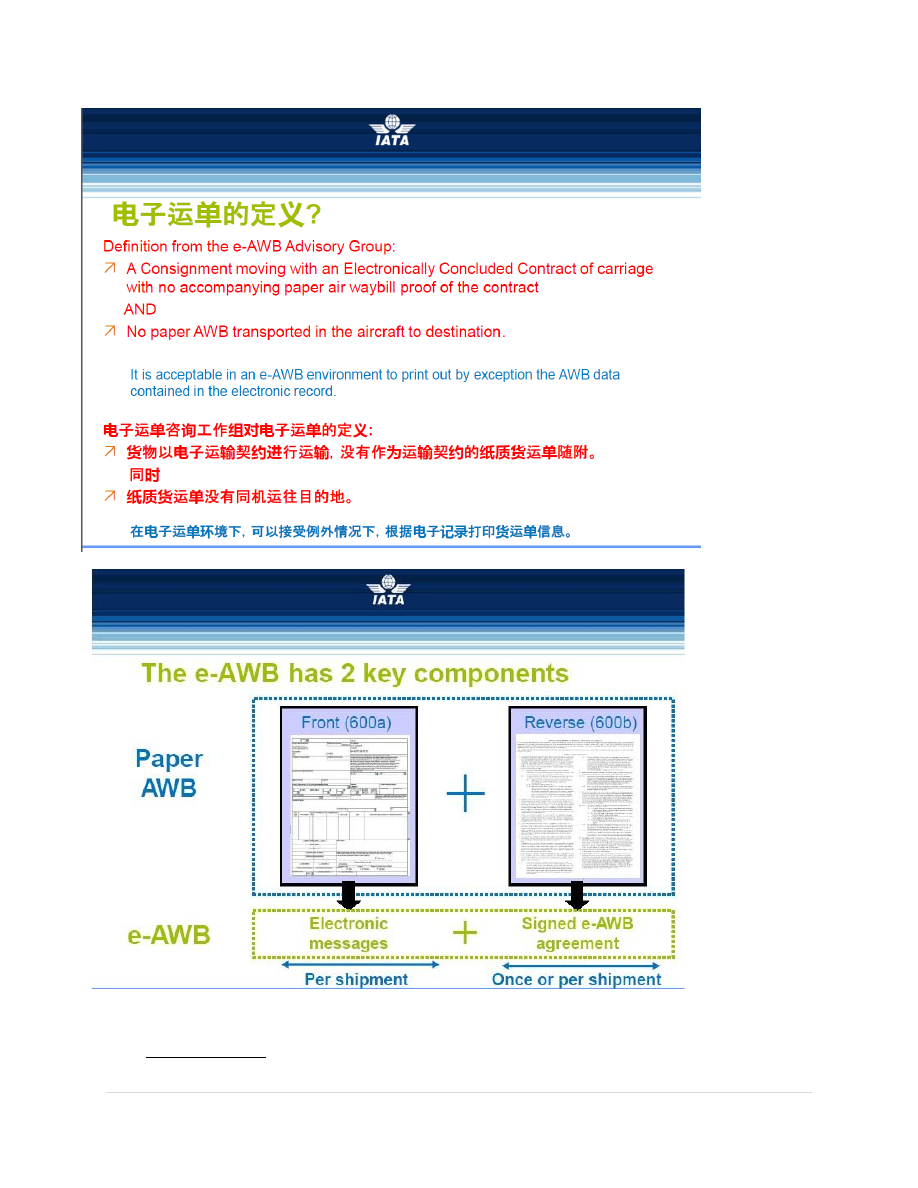 IATA
电子运单的定义?
Definition from the e-AWB Advisory Group:
A Consignment moving with an Electronically Concluded Contract of carriage
with no accompanying paper air waybill proof of the contract
AND
No paper AWB transported in the aircraft to destination.
It is acceptable in an e-AWB environment to print out by exception the AWB data
contained in the electronic record.
电子运单咨询工作组对电子运单的定义:
货物以电子运输契约进行运输, 没有作为运输契约的纸质货运单随附。
同时
纸质货运单没有同机运往目的地。
在电子运单环境下, 可以接受例外情况下, 根据电子记录打印货运单信息。
IATA
The e-AWB has 2 key components
Paper
AWB
Front (600a)
+
Reverse (600b)
e-AWB
Electronic
messages
+
Signed e-AWB
agreement
Per shipment
Once or per shipment